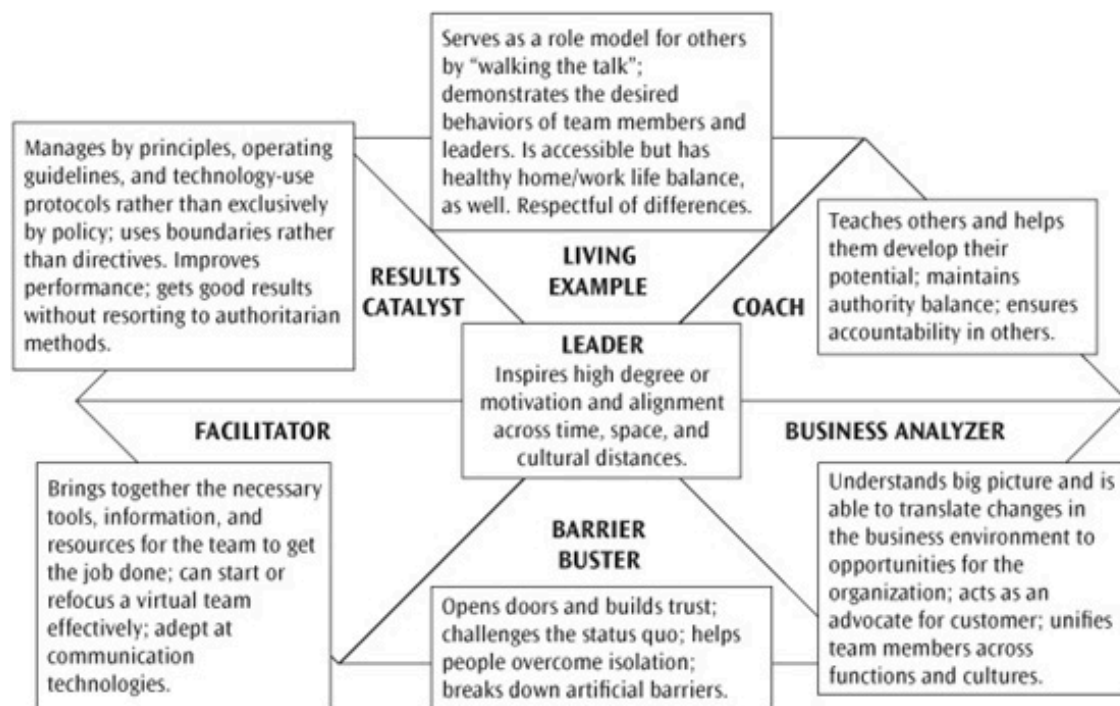 Serves as a role model for others
by “walking the talk”;
demonstrates the desired
behaviors of team members and
leaders. Is accessible but has
healthy home/work life balance,
as well. Respectful of differences.
Manages by principles, operating
guidelines, and technology-use
protocols rather than exclusively
by policy; uses boundaries rather
than directives. Improves
performance; gets good results
without resorting to authoritarian
methods.
RESULTS
CATALYST
LIVING
EXAMPLE
COACH
Teaches others and helps
them develop their
potential; maintains
authority balance; ensures
accountability in others.
LEADER
Inspires high degree or
motivation and alignment
across time, space, and
cultural distances.
FACILITATOR
BUSINESS ANALYZER
Brings together the necessary
tools, information, and
resources for the team to get
the job done; can start or
refocus a virtual team
effectively; adept at
communication
technologies.
BARRIER
BUSTER
Opens doors and builds trust;
challenges the status quo; helps
people overcome isolation;
breaks down artificial barriers.
Understands big picture and is
able to translate changes in
the business environment to
opportunities for the
organization; acts as an
advocate for customer; unifies
team members across
functions and cultures.